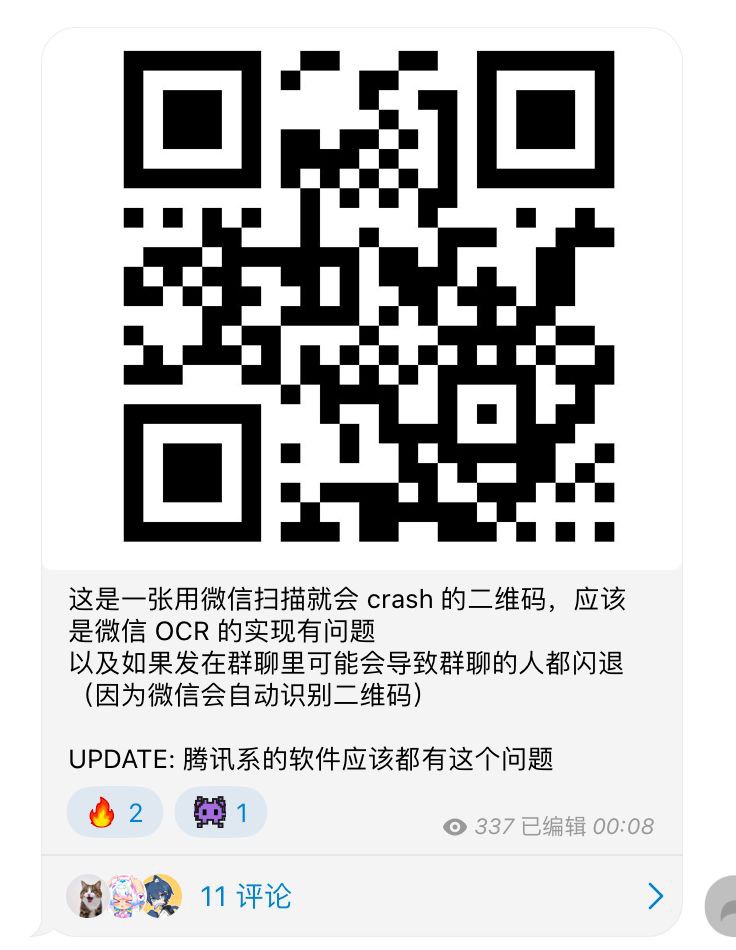 这是一张用微信扫描就会 crash 的二维码，应该
是微信 OCR 的实现有问题
以及如果发在群聊里可能会导致群聊的人都闪退
（因为微信会自动识别二维码）
UPDATE: 腾讯系的软件应该都有这个问题
2
1
337 已编辑 00:08
11 评论